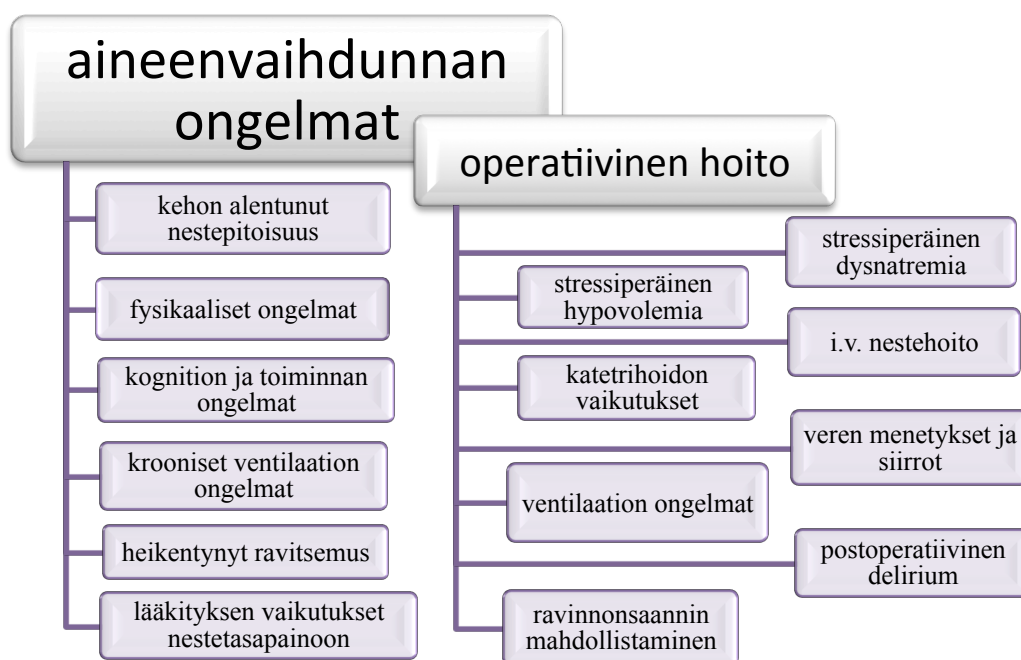 aineenvaihdunnan
ongelmat
kehon alentunut
nestepitoisuus
fysikaaliset ongelmat
kognition ja toiminnan
ongelmat
krooniset ventilaation
ongelmat
heikentynyt ravitsemus
lääkityksen vaikutukset
nestetasapainoon
operatiivinen hoito
stressiperäinen
dysnatremia
stressiperäinen
hypovolemia
i.v. nestehoito
katetrihoidon
vaikutukset
veren menetykset ja
siirrot
ventilaation ongelmat
postoperatiivinen
delirium
ravinnonsaannin
mahdollistaminen